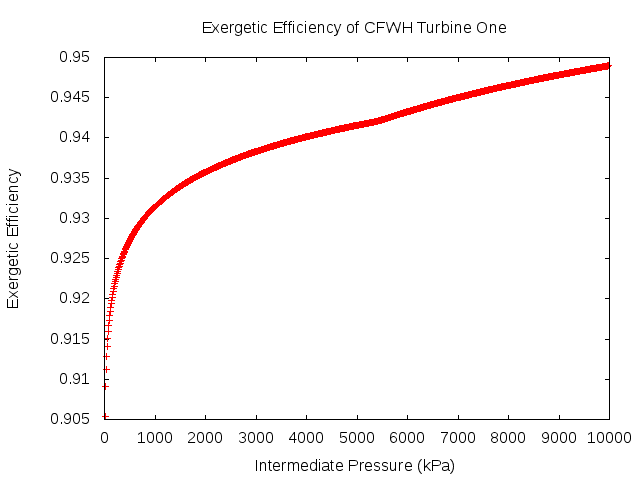 Exergetic Efficiency of CFWH Turbine One
0.95
0.945
0.94
0.935
0.93
0.925
0.92
0.915
0.91
0.905
Exergetic Efficiency
0 1000 2000 3000 4000 5000 6000 7000 8000 9000 10000
Intermediate Pressure (kPa)